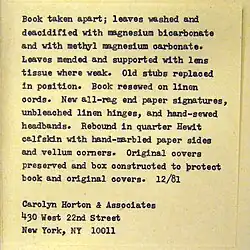 Book taken apart; leaves washed and
deacidified with magnesium bicarbonate
and with methyl magnesium carbonate.
Leaves mended and supported with lens
tissue where weak. Old stubs replaced
in position. Book resewed on linen
cords. New all-rag end paper signatures,
unbleached linen hinges, and hand-sewed
headbands. Rebound in quarter Hewit
calfskin with hand-marbled paper sides
and vellum corners. Original covers
preserved and box constructed to protect
book and original covers. 12/81
Carolyn Horton & Associates
430 West 22nd Street
New York, NY 10011